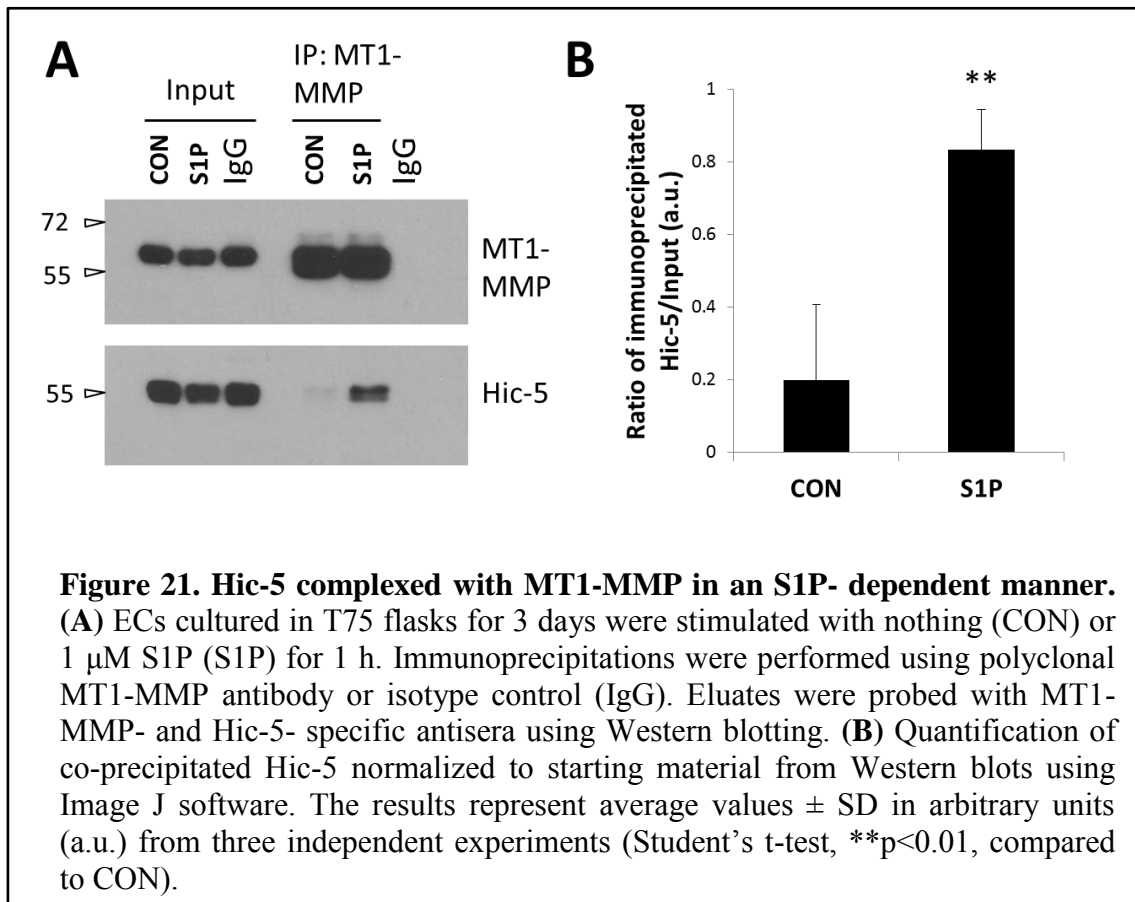 A
Input
IP: MT1-
MMP
CON
S1P
IgG
CON
S1P
IgG
72
55
MT1-
MMP
55
Hic-5
B
**
Ratio of immunoprecipitated
Hic-5/Input (a.u.)
1
0.8
0.6
0.4
0.2
0
CON
S1P
Figure 21. Hic-5 complexed with MT1-MMP in an S1P- dependent manner.
(A) ECs cultured in T75 flasks for 3 days were stimulated with nothing (CON) or
1 μM S1P (S1P) for 1 h. Immunoprecipitations were performed using polyclonal
MT1-MMP antibody or isotype control (IgG). Eluates were probed with MT1-
MMP- and Hic-5- specific antisera using Western blotting. (B) Quantification of
co-precipitated Hic-5 normalized to starting material from Western blots using
Image J software. The results represent average values ± SD in arbitrary units
(a.u.) from three independent experiments (Student’s t-test, **p<0.01, compared
to CON).